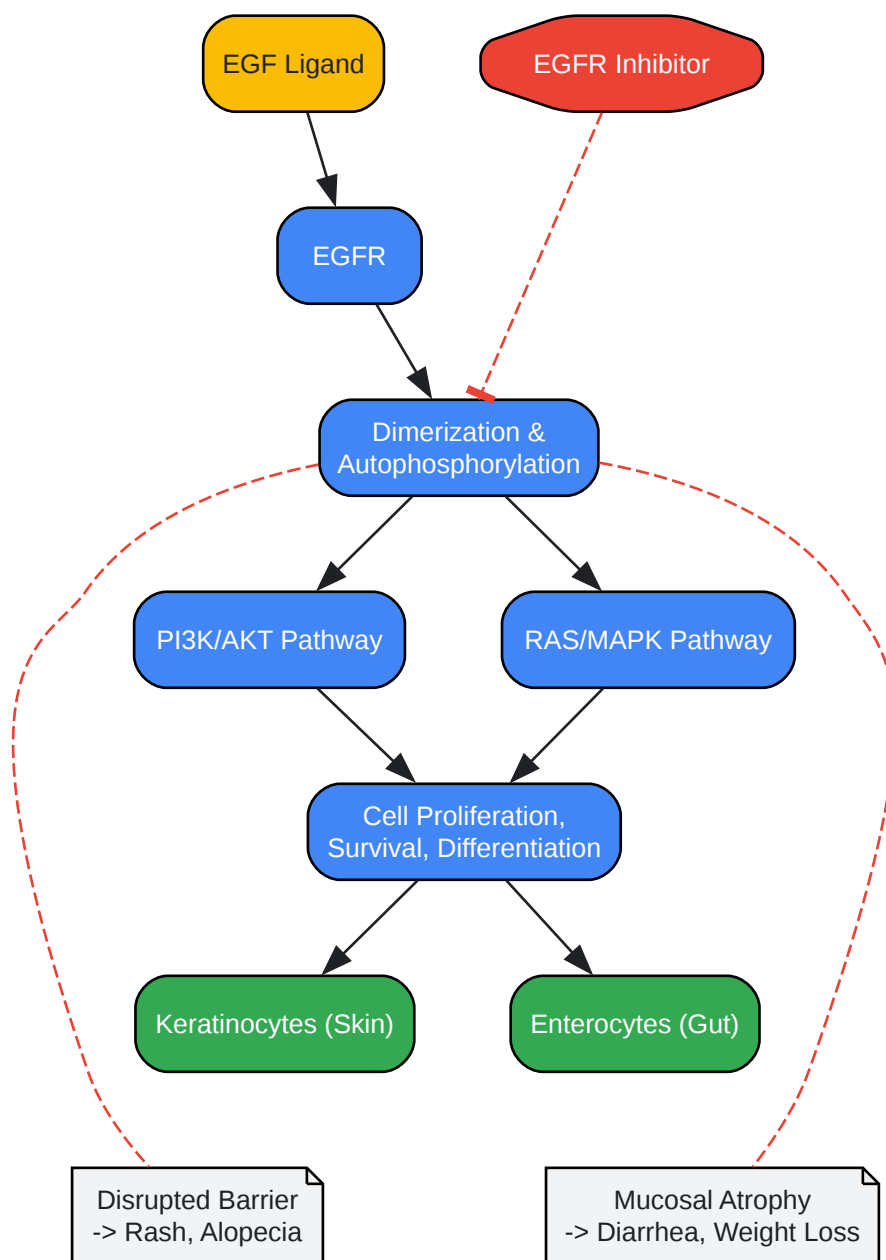 EGF Ligand
EGFR Inhibitor
EGFR
Dimerization &
Autophosphorylation
PI3K/AKT Pathway
RAS/MAPK Pathway
Cell Proliferation,
Survival, Differentiation
Keratinocytes (Skin)
Enterocytes (Gut)
Disrupted Barrier
-> Rash, Alopecia
Mucosal Atrophy
-> Diarrhea, Weight Loss